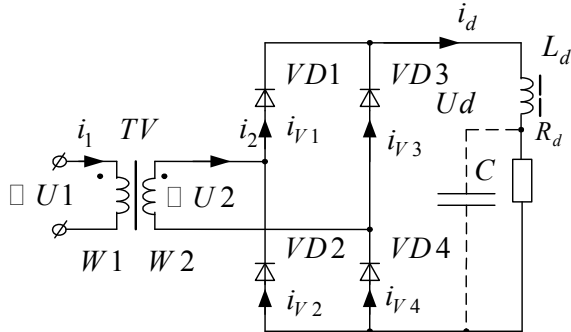 i_d
VD1 VD3 L_d
Ud
i_1 TV i_2 i_V1 i_V3 R_d
C
□ U1 □ U2
W1 W2 VD2 VD4
i_V2 i_V4